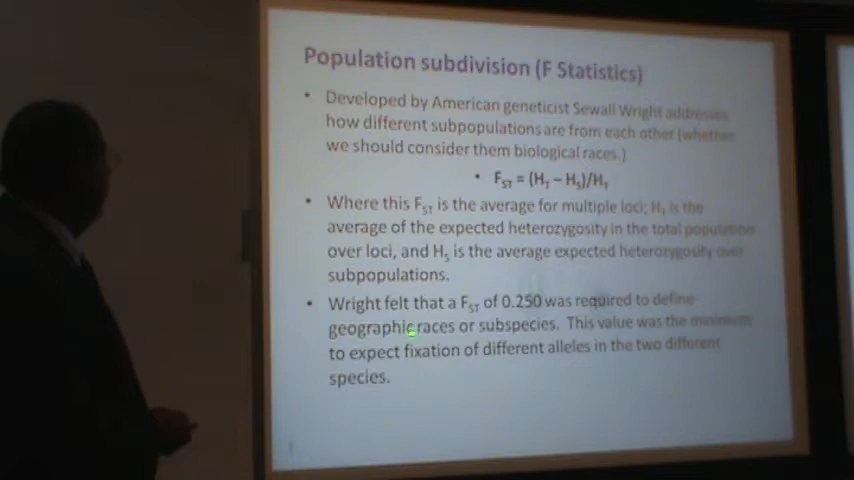 Population subdivision (F Statistics)
• Developed by American geneticist Sewall Wright addresses
how different subpopulations are from each other (whether
we should consider them biological races.)
• FST = (HT – HS)/HT
• Where this FST is the average for multiple loci; HT is the
average of the expected heterozygosity in the total population
over loci, and HS is the average expected heterozygosity over
subpopulations.
• Wright felt that a FST of 0.250 was required to define
geographic races or subspecies. This value was the minimum
to expect fixation of different alleles in the two different
species.